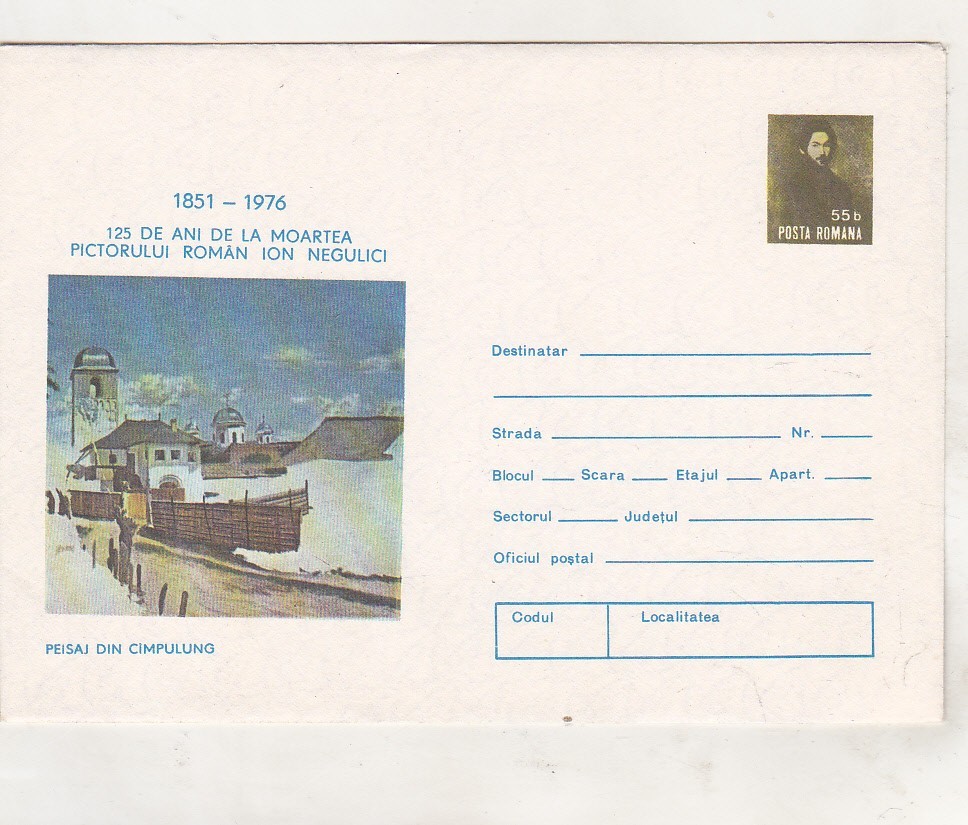 1851 – 1976
125 DE ANI DE LA MOARTEA
PICTORULUI ROMÂN ION NEGULICI
55 b
POSTA ROMANA
Destinatar
Strada Nr.
Blocul Scara Etajul Apart.
Sectorul Județul
Oficiul poștal
Codul Localitatea
PEISAJ DIN CÎMPULUNG